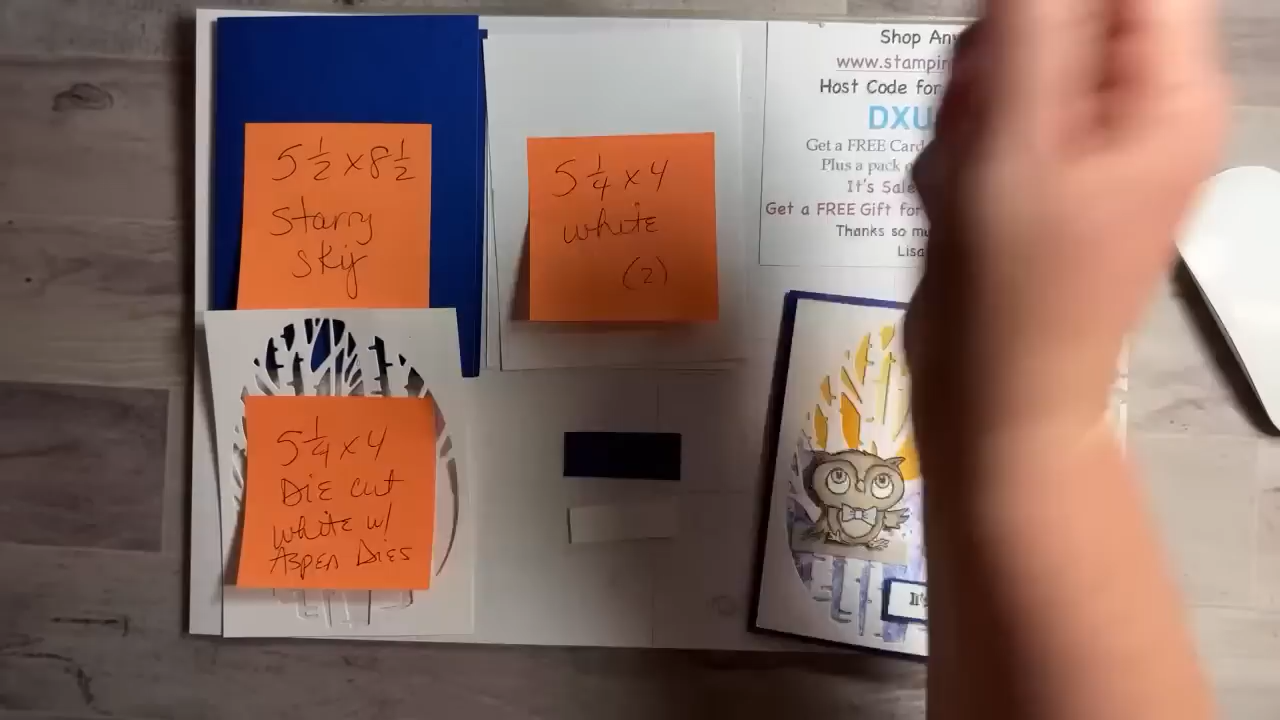 5 1/2 x 8 1/2
Starry
Sky
5 1/4 x 4
white
(2)
5 1/4 x 4
Die cut
white w/
Aspen Dies
Shop Any
www.stampin
Host Code for
DXU
Get a FREE Card
Plus a pack
It's Sale
Get a FREE Gift for
Thanks so mu
Lisa